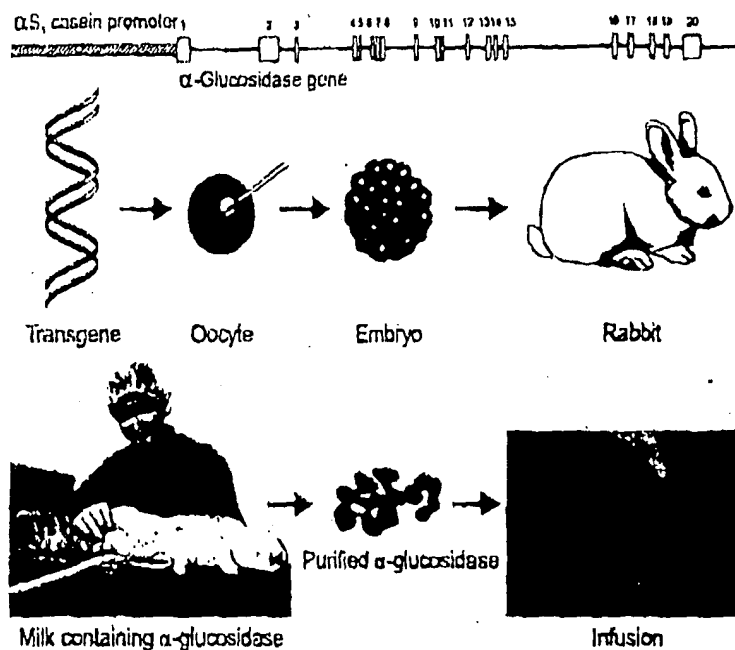 αS₁ casein promoter 1 2 3 4 5 6 7 8 9 10 11 12 13 14 15 16 17 18 19 20
α-Glucosidase gene
Transgene Oocyte Embryo Rabbit
Purified α-glucosidase
Milk containing α-glucosidase Infusion